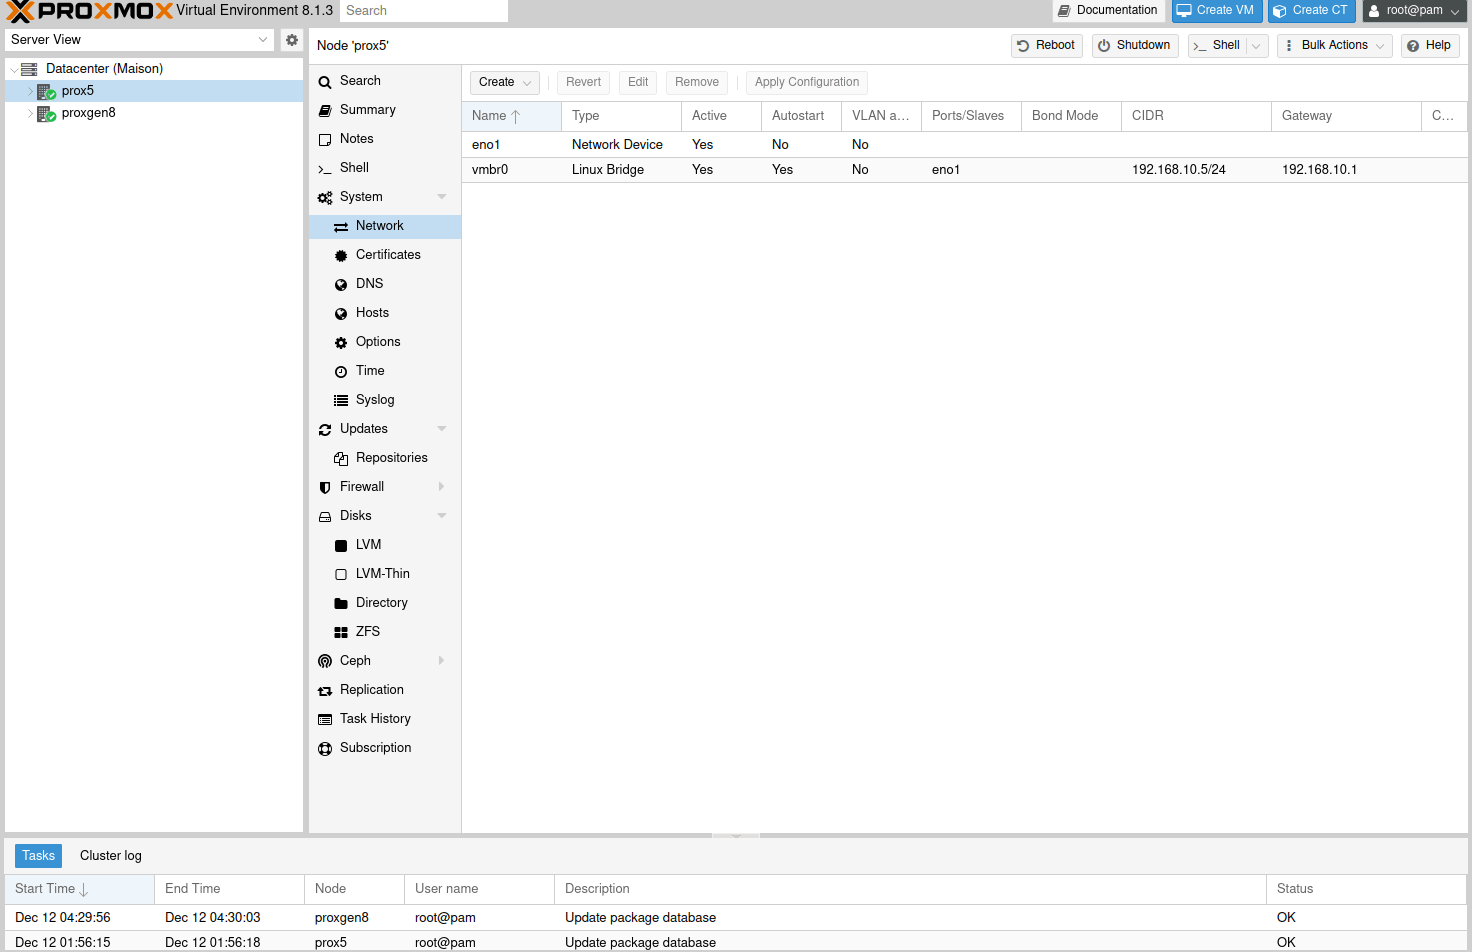 PROXMOX Virtual Environment 8.1.3 Search Documentation Create VM Create CT root@pam
Server View
Node 'prox5' Reboot Shutdown Shell Bulk Actions Help
Datacenter (Maison)
prox5
proxgen8
Search
Summary
Notes
Shell
System
Network
Certificates
DNS
Hosts
Options
Time
Syslog
Updates
Repositories
Firewall
Disks
LVM
LVM-Thin
Directory
ZFS
Ceph
Replication
Task History
Subscription
Create Revert Edit Remove Apply Configuration
Name Type Active Autostart VLAN a... Ports/Slaves Bond Mode CIDR Gateway C...
eno1 Network Device Yes No No
vmbr0 Linux Bridge Yes Yes No eno1 192.168.10.5/24 192.168.10.1
Tasks Cluster log
Start Time End Time Node User name Description Status
Dec 12 04:29:56 Dec 12 04:30:03 proxgen8 root@pam Update package database OK
Dec 12 01:56:15 Dec 12 01:56:18 prox5 root@pam Update package database OK